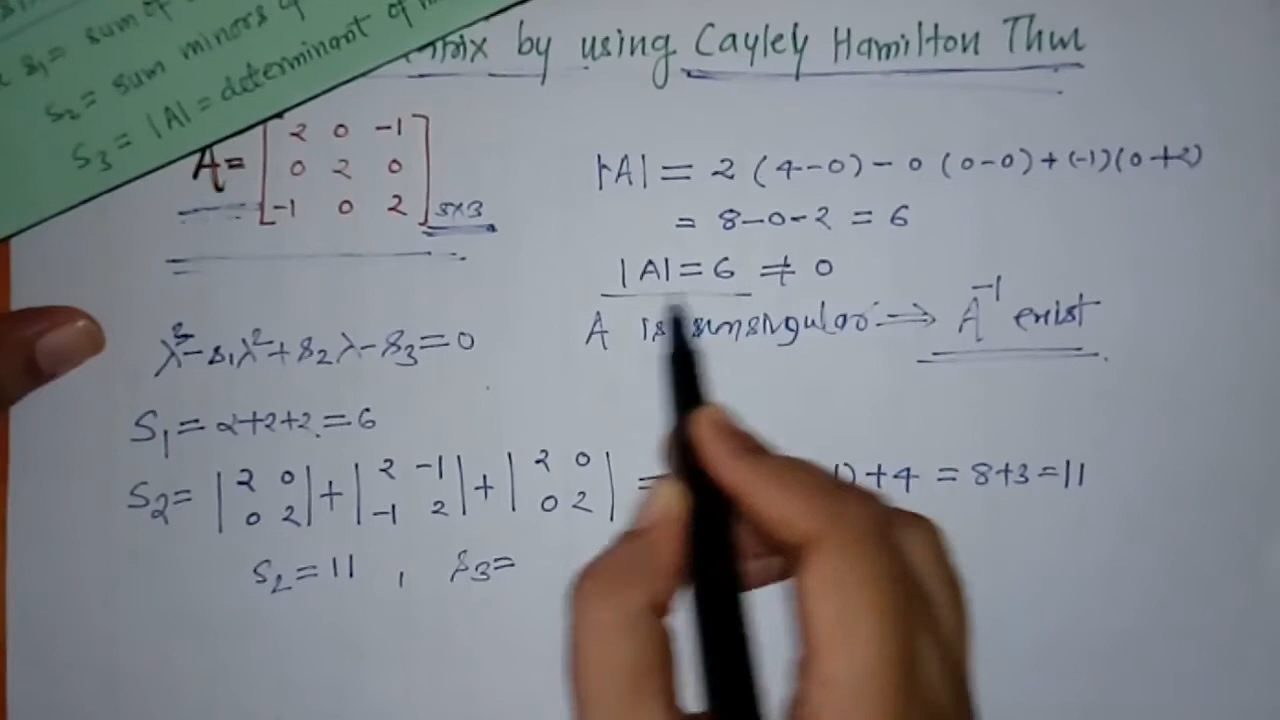 s₁= sum of
s₂= sum minors of
s₃= |A| = determinant of
trix by using Cayley Hamilton Thm
A= [2 0 -1
0 2 0
-1 0 2] 3×3
|A| = 2 (4-0) - 0 (0-0) + (-1)(0+2)
= 8-0-2 = 6
|A| = 6 ≠ 0
A is nonsingular ⟹ A⁻¹ exist
λ³-s₁λ²+s₂λ-s₃=0
S₁=2+2+2=6
S₂= |2 0| + |2 -1| + |2 0| = 1)+4 = 8+3=11
|0 2| |-1 2| |0 2|
S₂=11 , s₃=